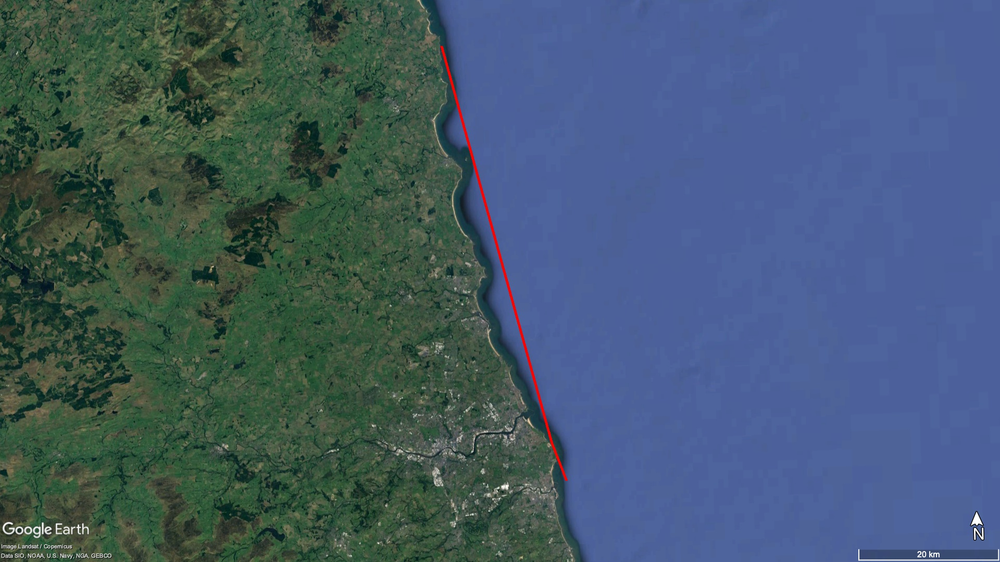 Google Earth
Image Landsat / Copernicus
Data SIO, NOAA, U.S. Navy, NGA, GEBCO
N
20 km